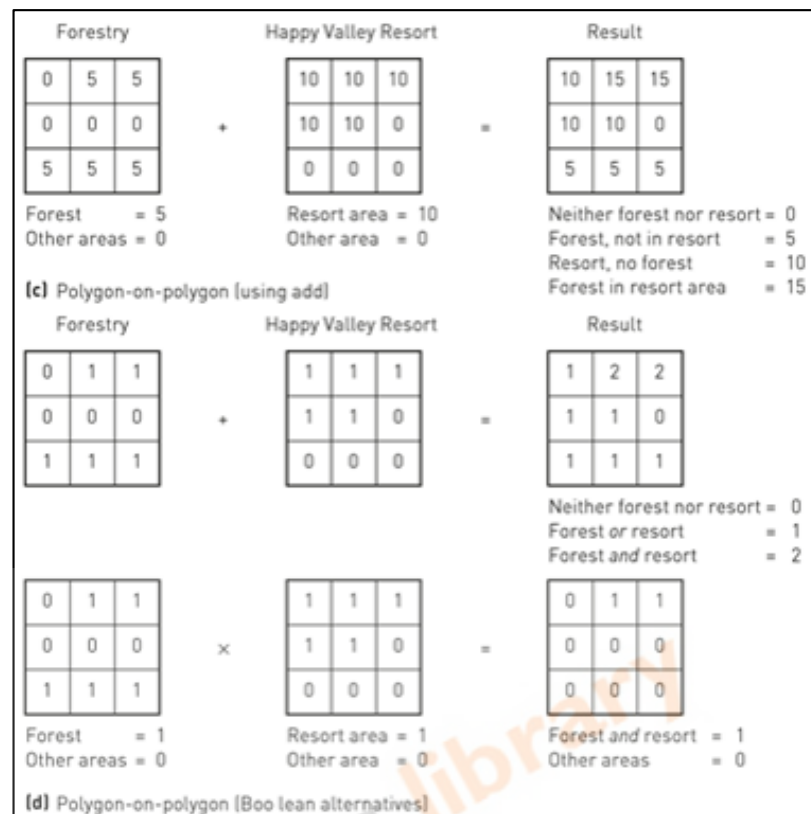 Forestry Happy Valley Resort Result
0 5 5 10 10 10 10 15 15
0 0 0 + 10 10 0 = 10 10 0
5 5 5 0 0 0 5 5 5
Forest = 5 Resort area = 10 Neither forest nor resort = 0
Other areas = 0 Other area = 0 Forest, not in resort = 5
Resort, no forest = 10
(c) Polygon-on-polygon (using add) Forest in resort area = 15
Forestry Happy Valley Resort Result
0 1 1 1 1 1 1 2 2
0 0 0 + 1 1 0 = 1 1 0
1 1 1 0 0 0 1 1 1
Neither forest nor resort = 0
Forest or resort = 1
Forest and resort = 2
0 1 1 1 1 1 0 1 1
0 0 0 × 1 1 0 = 0 0 0
1 1 1 0 0 0 0 0 0
Forest = 1 Resort area = 1 Forest and resort = 1
Other areas = 0 Other area = 0 Other areas = 0
(d) Polygon-on-polygon (Boo lean alternatives)
library